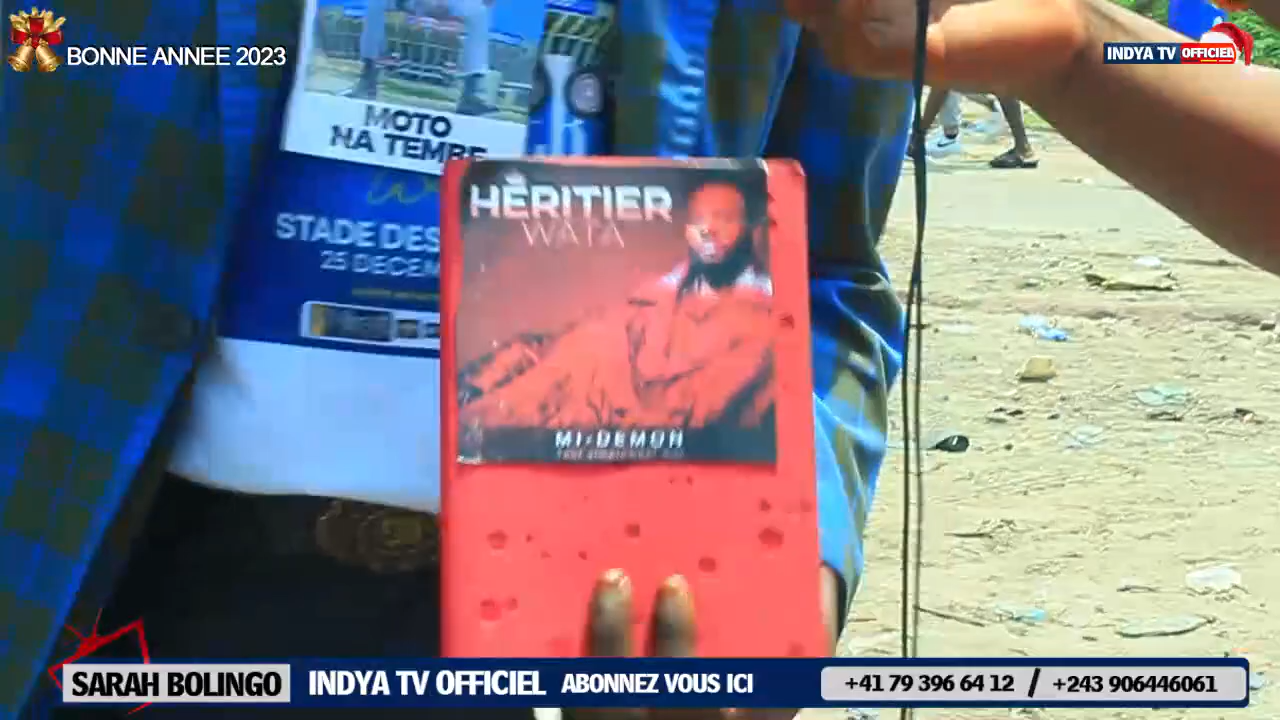 BONNE ANNEE 2023
INDYA TV OFFICIEL
MOTO
NA TEMBE
STADE DES
25 DECEM
HÉRITIER
WATA
MI-DEMON
SARAH BOLINGO
INDYA TV OFFICIEL ABONNEZ VOUS ICI
+41 79 396 64 12 / +243 906446061